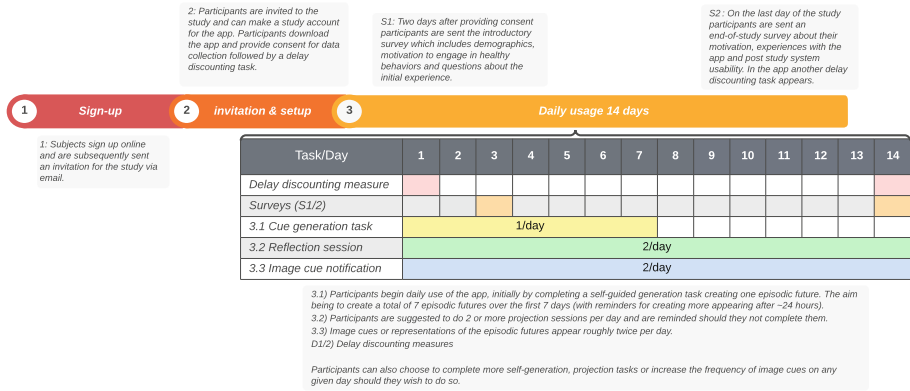 2: Participants are invited to the
study and can make a study account
for the app. Participants download
the app and provide consent for data
collection followed by a delay
discounting task.
S1: Two days after providing consent
participants are sent the introductory
survey which includes demographics,
motivation to engage in healthy
behaviors and questions about the
initial experience.
S2 : On the last day of the study
participants are sent an
end-of-study survey about their
motivation, experiences with the
app and post study system
usability. In the app another delay
discounting task appears.
1 Sign-up 2 invitation & setup 3 Daily usage 14 days
1: Subjects sign up online
and are subsequently sent
an invitation for the study via
email.
Task/Day 1 2 3 4 5 6 7 8 9 10 11 12 13 14
Delay discounting measure
Surveys (S1/2)
3.1 Cue generation task 1/day
3.2 Reflection session 2/day
3.3 Image cue notification 2/day
3.1) Participants begin daily use of the app, initially by completing a self-guided generation task creating one episodic future. The aim
being to create a total of 7 episodic futures over the first 7 days (with reminders for creating more appearing after ~24 hours).
3.2) Participants are suggested to do 2 or more projection sessions per day and are reminded should they not complete them.
3.3) Image cues or representations of the episodic futures appear roughly twice per day.
D1/2) Delay discounting measures
Participants can also choose to complete more self-generation, projection tasks or increase the frequency of image cues on any
given day should they wish to do so.